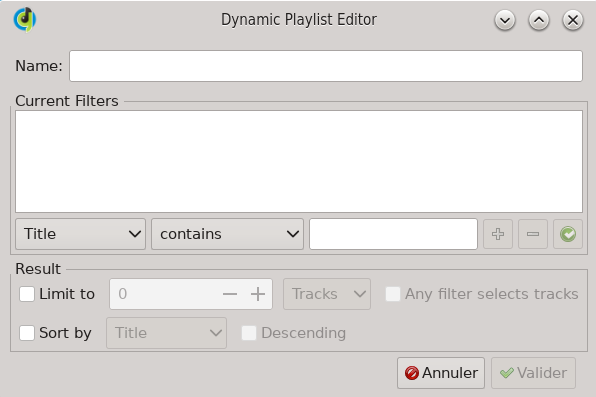 Dynamic Playlist Editor
Name:
Current Filters
Title contains
Result
Limit to 0 Tracks Any filter selects tracks
Sort by Title Descending
Annuler Valider